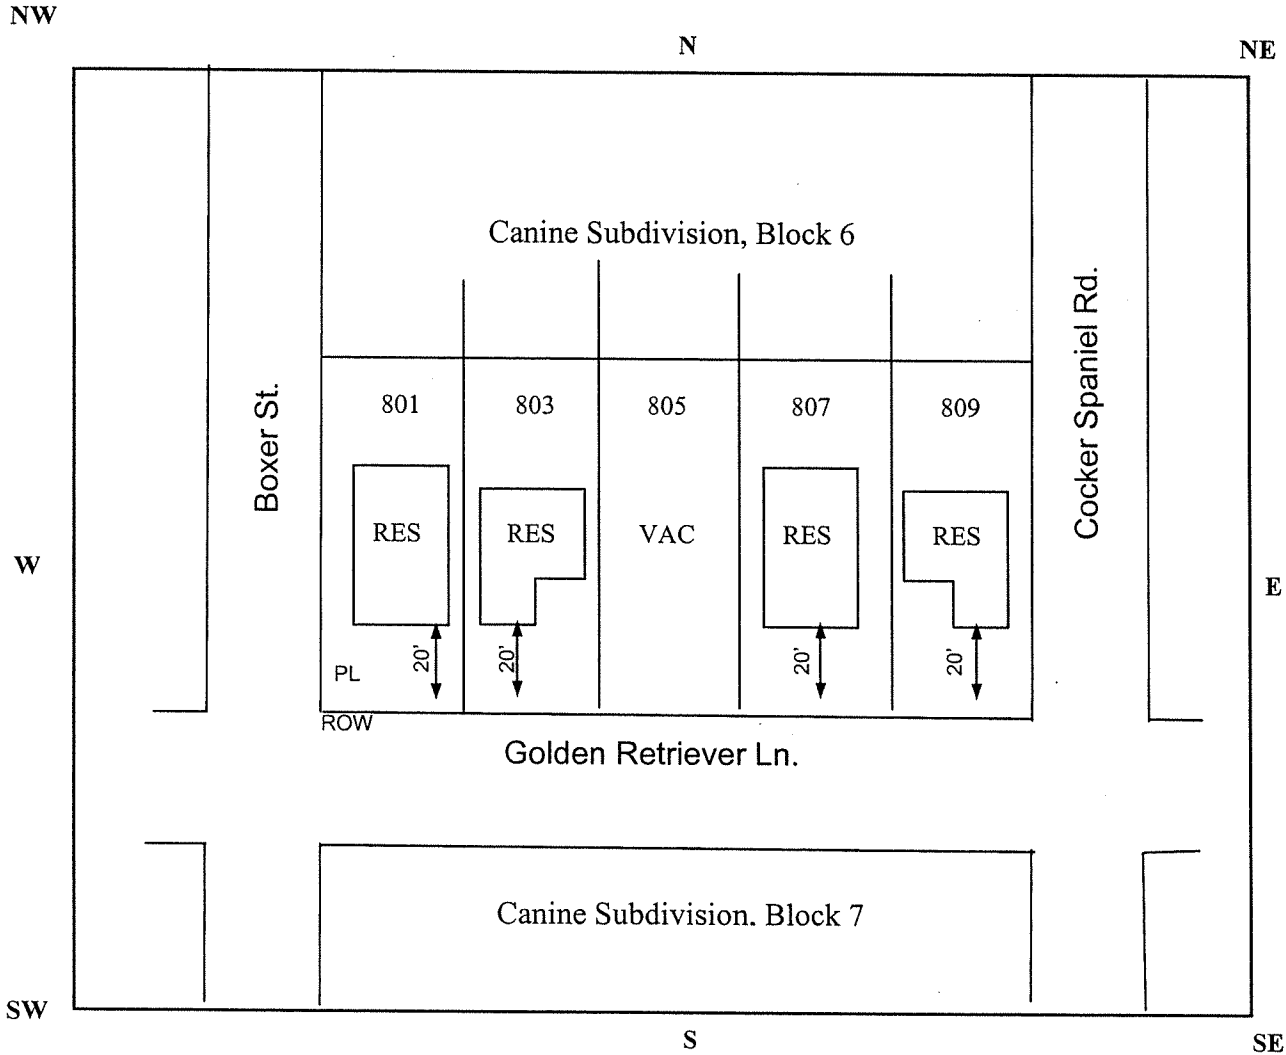 NW
N
NE
Canine Subdivision, Block 6
Boxer St.
Cocker Spaniel Rd.
801
803
805
807
809
RES
RES
VAC
RES
RES
W
E
20'
20'
20'
20'
PL
ROW
Golden Retriever Ln.
Canine Subdivision. Block 7
SW
S
SE